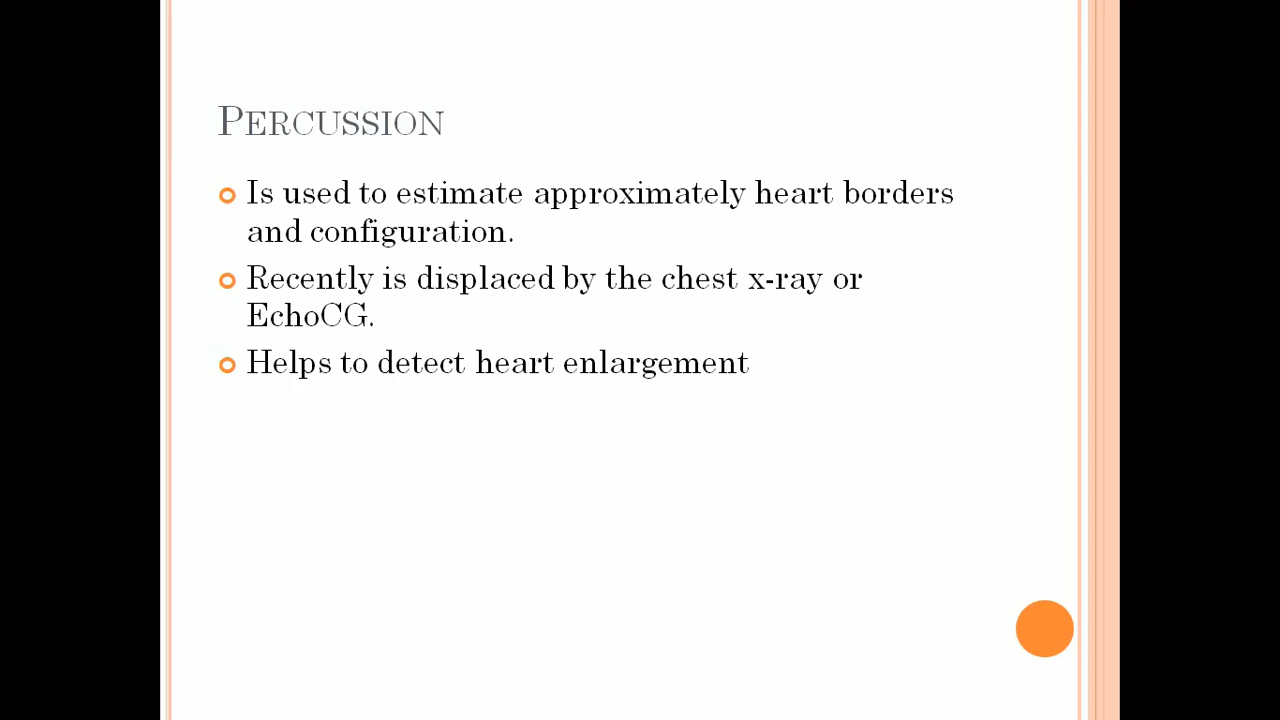 PERCUSSION
Is used to estimate approximately heart borders
and configuration.
Recently is displaced by the chest x-ray or
EchoCG.
Helps to detect heart enlargement